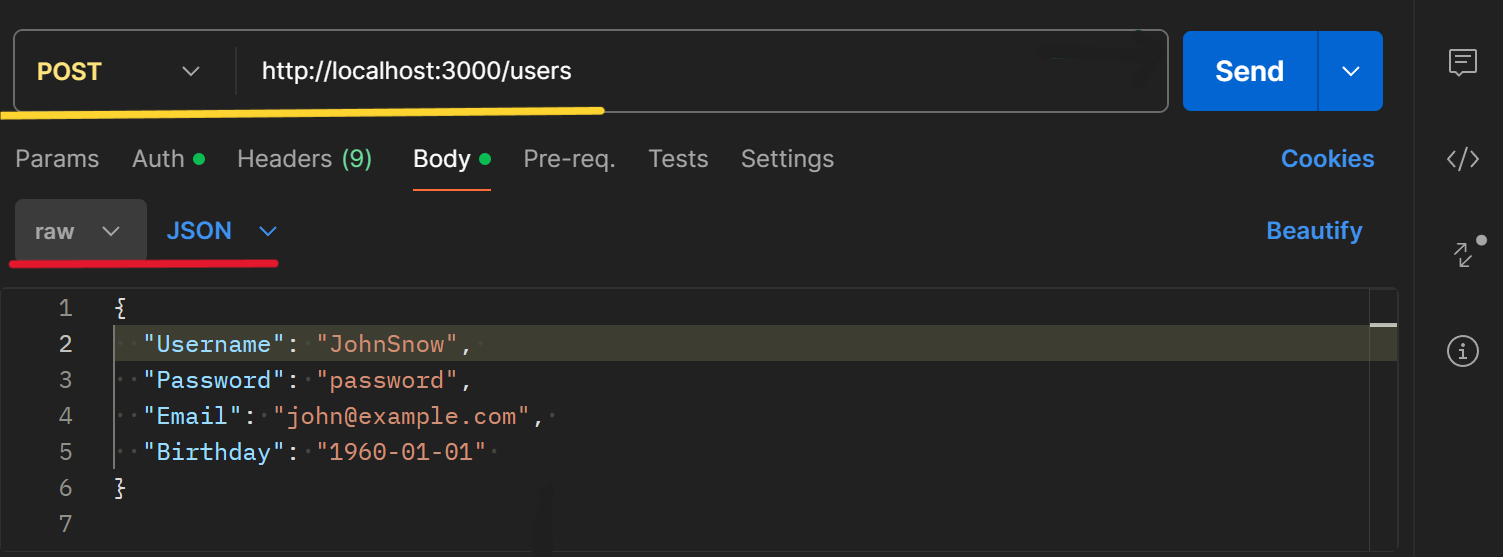 POST http://localhost:3000/users Send
Params Auth Headers (9) Body Pre-req. Tests Settings Cookies
raw JSON Beautify
1 {
2 "Username": "JohnSnow",
3 "Password": "password",
4 "Email": "john@example.com",
5 "Birthday": "1960-01-01"
6 }
7